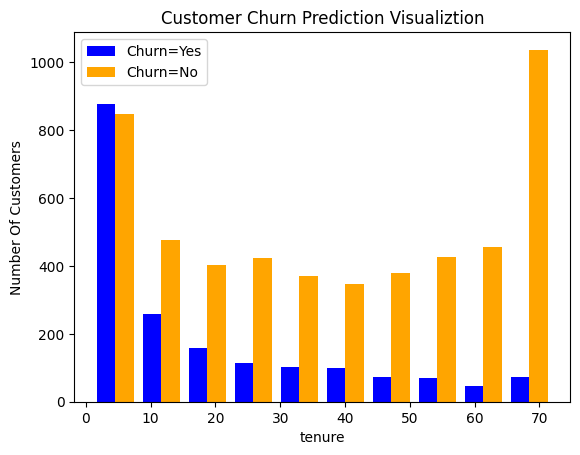 Customer Churn Prediction Visualiztion
Churn=Yes
Churn=No
Number Of Customers
1000
800
600
400
200
0
0 10 20 30 40 50 60 70
tenure